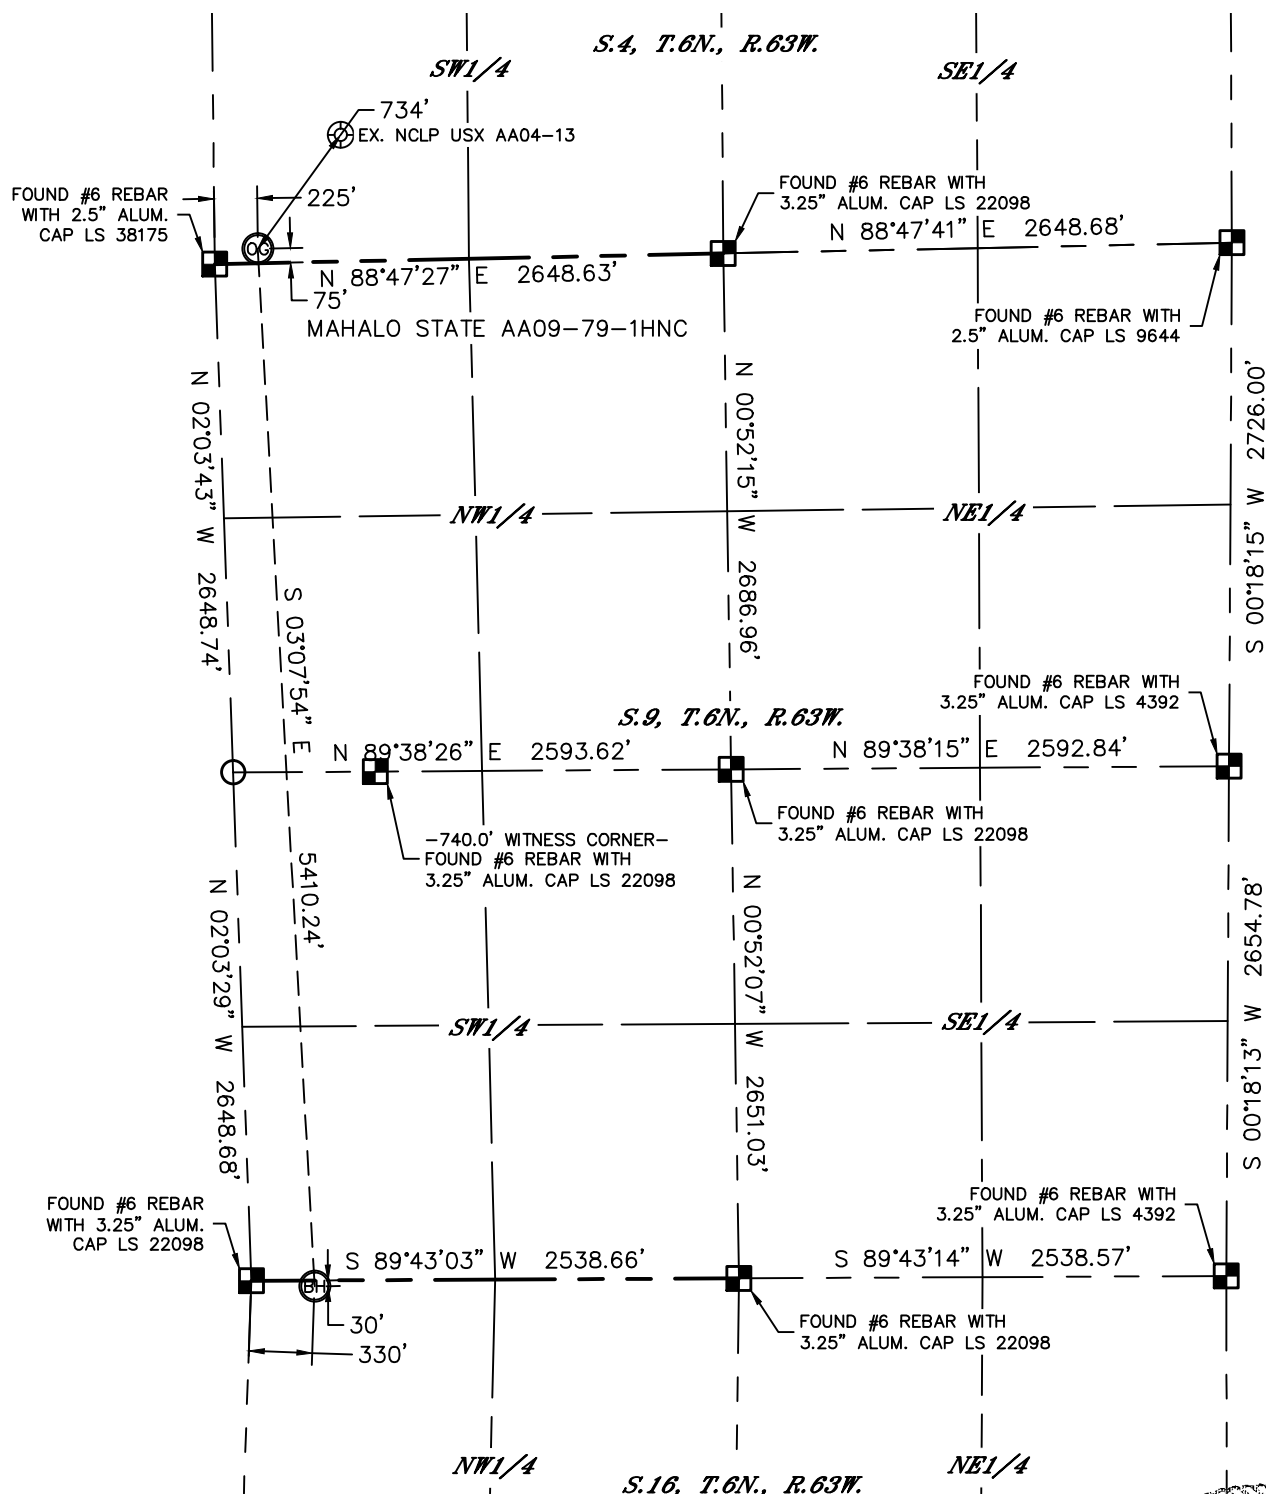 S.4, T.6N., R.63W.
SW1/4
SE1/4
734'
EX. NCLP USX AA04-13
FOUND #6 REBAR
WITH 2.5" ALUM.
CAP LS 38175
225'
FOUND #6 REBAR WITH
3.25" ALUM. CAP LS 22098
OG
N 88°47'41" E 2648.68'
N 88°47'27" E 2648.63'
75'
MAHALO STATE AA09-79-1HNC
FOUND #6 REBAR WITH
2.5" ALUM. CAP LS 9644
N 02°03'43" W 2648.74'
N 00°52'15" W 2686.96'
S 00°18'15" W 2726.00'
NW1/4
NE1/4
S 03°07'54" E 5410.24'
FOUND #6 REBAR WITH
3.25" ALUM. CAP LS 4392
S.9, T.6N., R.63W.
N 89°38'26" E 2593.62'
N 89°38'15" E 2592.84'
FOUND #6 REBAR WITH
3.25" ALUM. CAP LS 22098
-740.0' WITNESS CORNER-
FOUND #6 REBAR WITH
3.25" ALUM. CAP LS 22098
N 02°03'29" W 2648.68'
N 00°52'07" W 2651.03'
S 00°18'13" W 2654.78'
SW1/4
SE1/4
FOUND #6 REBAR
WITH 3.25" ALUM.
CAP LS 22098
FOUND #6 REBAR WITH
3.25" ALUM. CAP LS 4392
S 89°43'03" W 2538.66'
S 89°43'14" W 2538.57'
BH
30'
330'
FOUND #6 REBAR WITH
3.25" ALUM. CAP LS 22098
NW1/4
NE1/4
S.16, T.6N., R.63W.